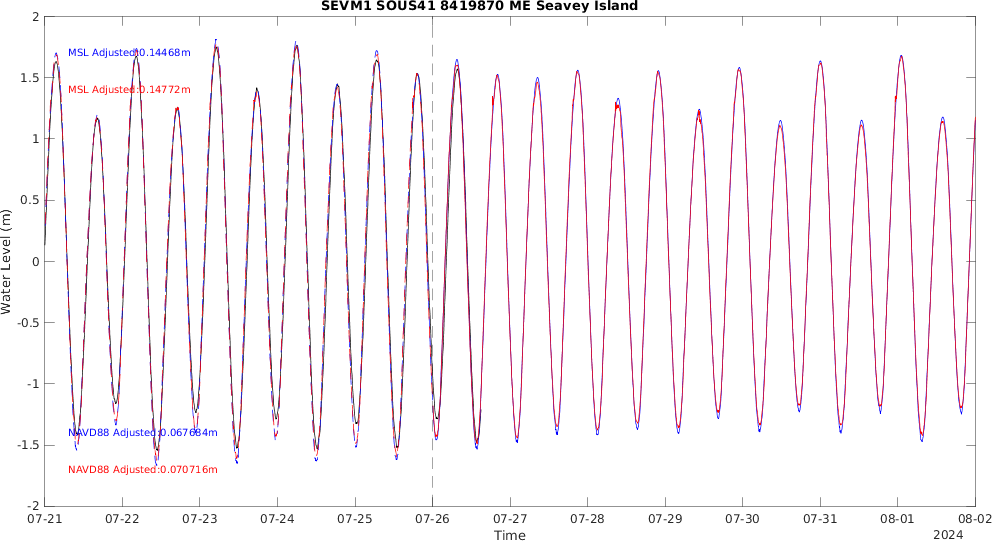 SEVM1 SOUS41 8419870 ME Seavey Island
2
MSL Adjusted:0.14468m
1.5
MSL Adjusted:0.14772m
1
0.5
Water Level (m)
0
-0.5
-1
NAVD88 Adjusted:0.067684m
-1.5
NAVD88 Adjusted:0.070716m
-2
07-21 07-22 07-23 07-24 07-25 07-26 07-27 07-28 07-29 07-30 07-31 08-01 08-02
Time
2024